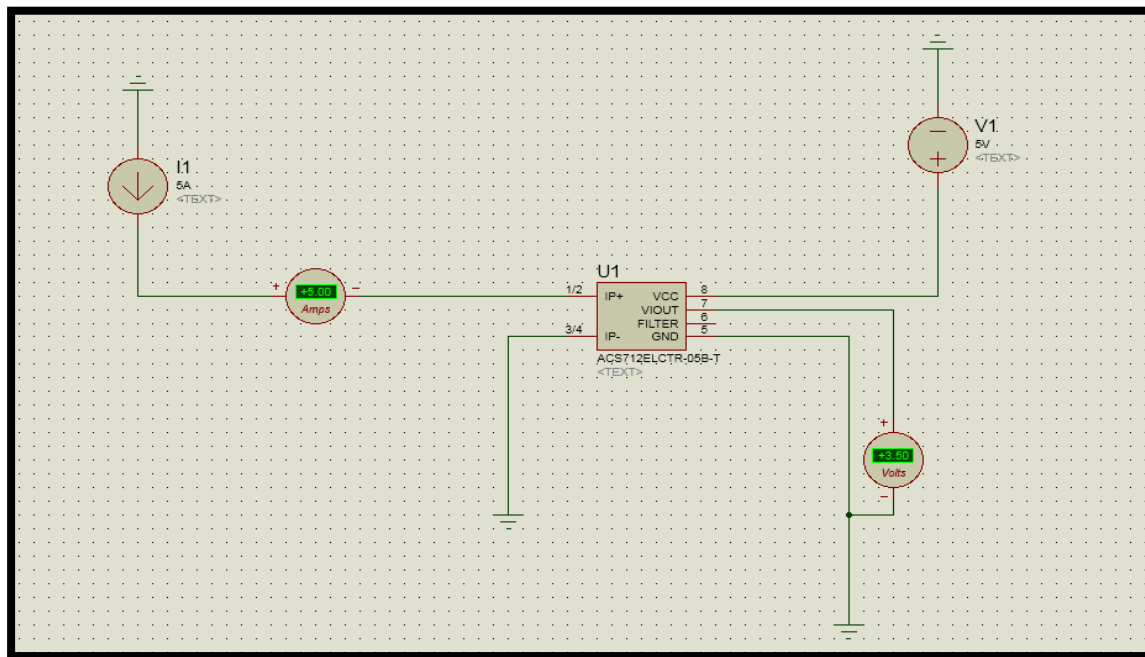 I1
5A
<TEXT>
+
+5.00
Amps
−
V1
5V
<TEXT>
−
+
U1
1/2
IP+
VCC
8
VIOUT
7
FILTER
6
3/4
IP-
GND
5
ACS712ELCTR-05B-T
<TEXT>
+
+3.50
Volts
−